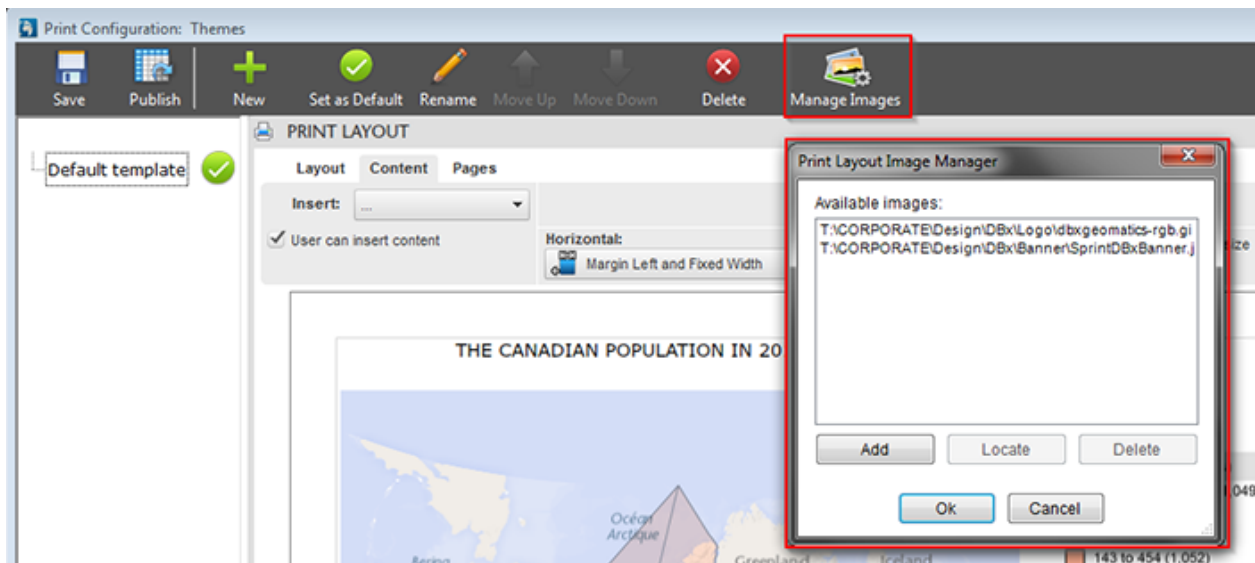 Print Configuration: Themes
Save Publish New Set as Default Rename Move Up Move Down Delete Manage Images
Default template
PRINT LAYOUT
Layout Content Pages
Insert: ...
User can insert content
Horizontal:
Margin Left and Fixed Width
THE CANADIAN POPULATION IN 20
Océan
Arctique
Greenland
Iceland
143 to 454 (1,052)
Print Layout Image Manager
Available images:
T:\CORPORATE\Design\DBx\Logo\dbxgeomatics-rgb.gi
T:\CORPORATE\Design\DBx\Banner\SprintDBxBanner.j
Add Locate Delete
Ok Cancel